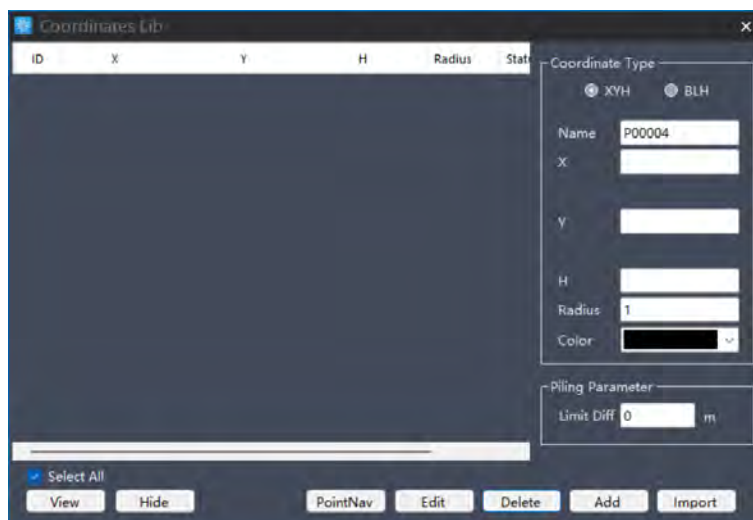 Coordinates Lib
ID X Y H Radius Stat
Coordinate Type
XYH BLH
Name P00004
X
Y
H
Radius 1
Color
Piling Parameter
Limit Diff 0 m
Select All
View Hide PointNav Edit Delete Add Import